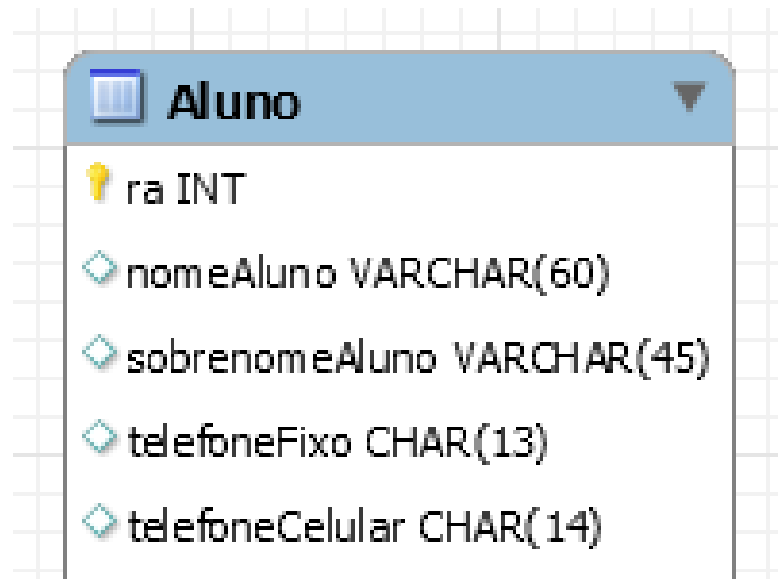 Aluno
ra INT
nomeAluno VARCHAR(60)
sobrenomeAluno VARCHAR(45)
telefoneFixo CHAR(13)
telefoneCelular CHAR(14)